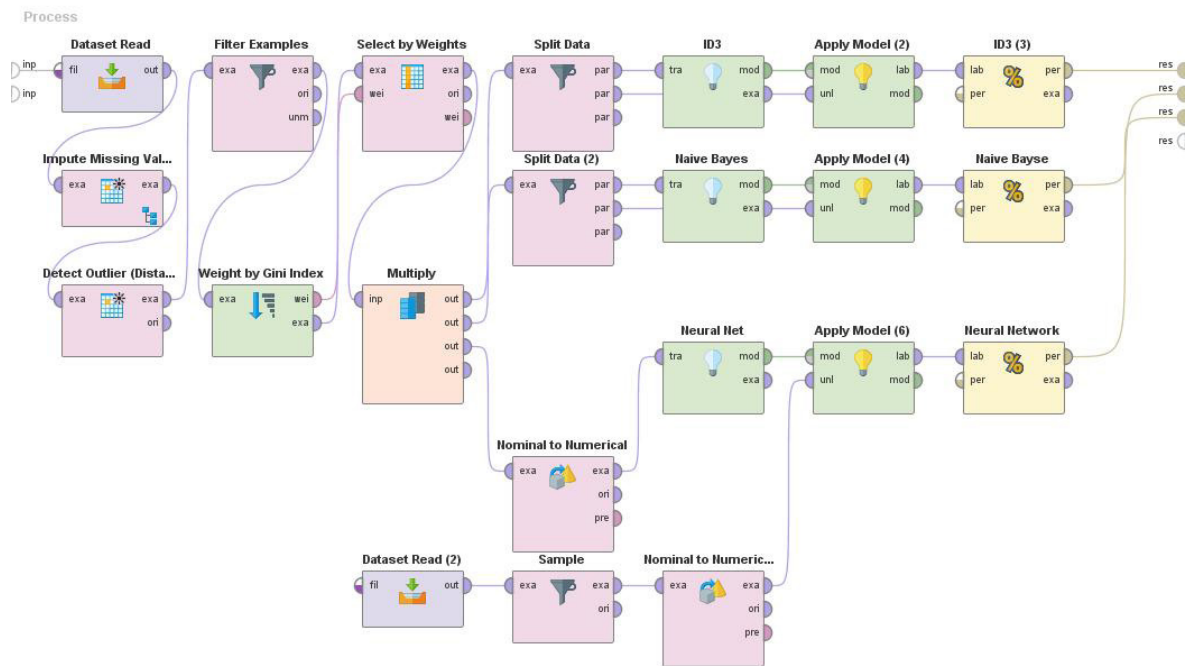 Process
inp
inp
Dataset Read
fil out
Impute Missing Val...
exa exa
Detect Outlier (Dista...
exa exa
ori
Filter Examples
exa exa
ori
unm
Weight by Gini Index
exa wei
exa
Select by Weights
exa exa
wei ori
wei
Multiply
inp out
out
out
out
Split Data
exa par
par
par
Split Data (2)
exa par
par
par
ID3
tra mod
exa
Naive Bayes
tra mod
exa
Apply Model (2)
mod lab
unl mod
Apply Model (4)
mod lab
unl mod
ID3 (3)
lab per
per exa
Naive Bayse
lab per
per exa
res
res
res
res
Neural Net
tra mod
exa
Apply Model (6)
mod lab
unl mod
Neural Network
lab per
per exa
Nominal to Numerical
exa exa
ori
pre
Dataset Read (2)
fil out
Sample
exa exa
ori
Nominal to Numeric...
exa exa
ori
pre